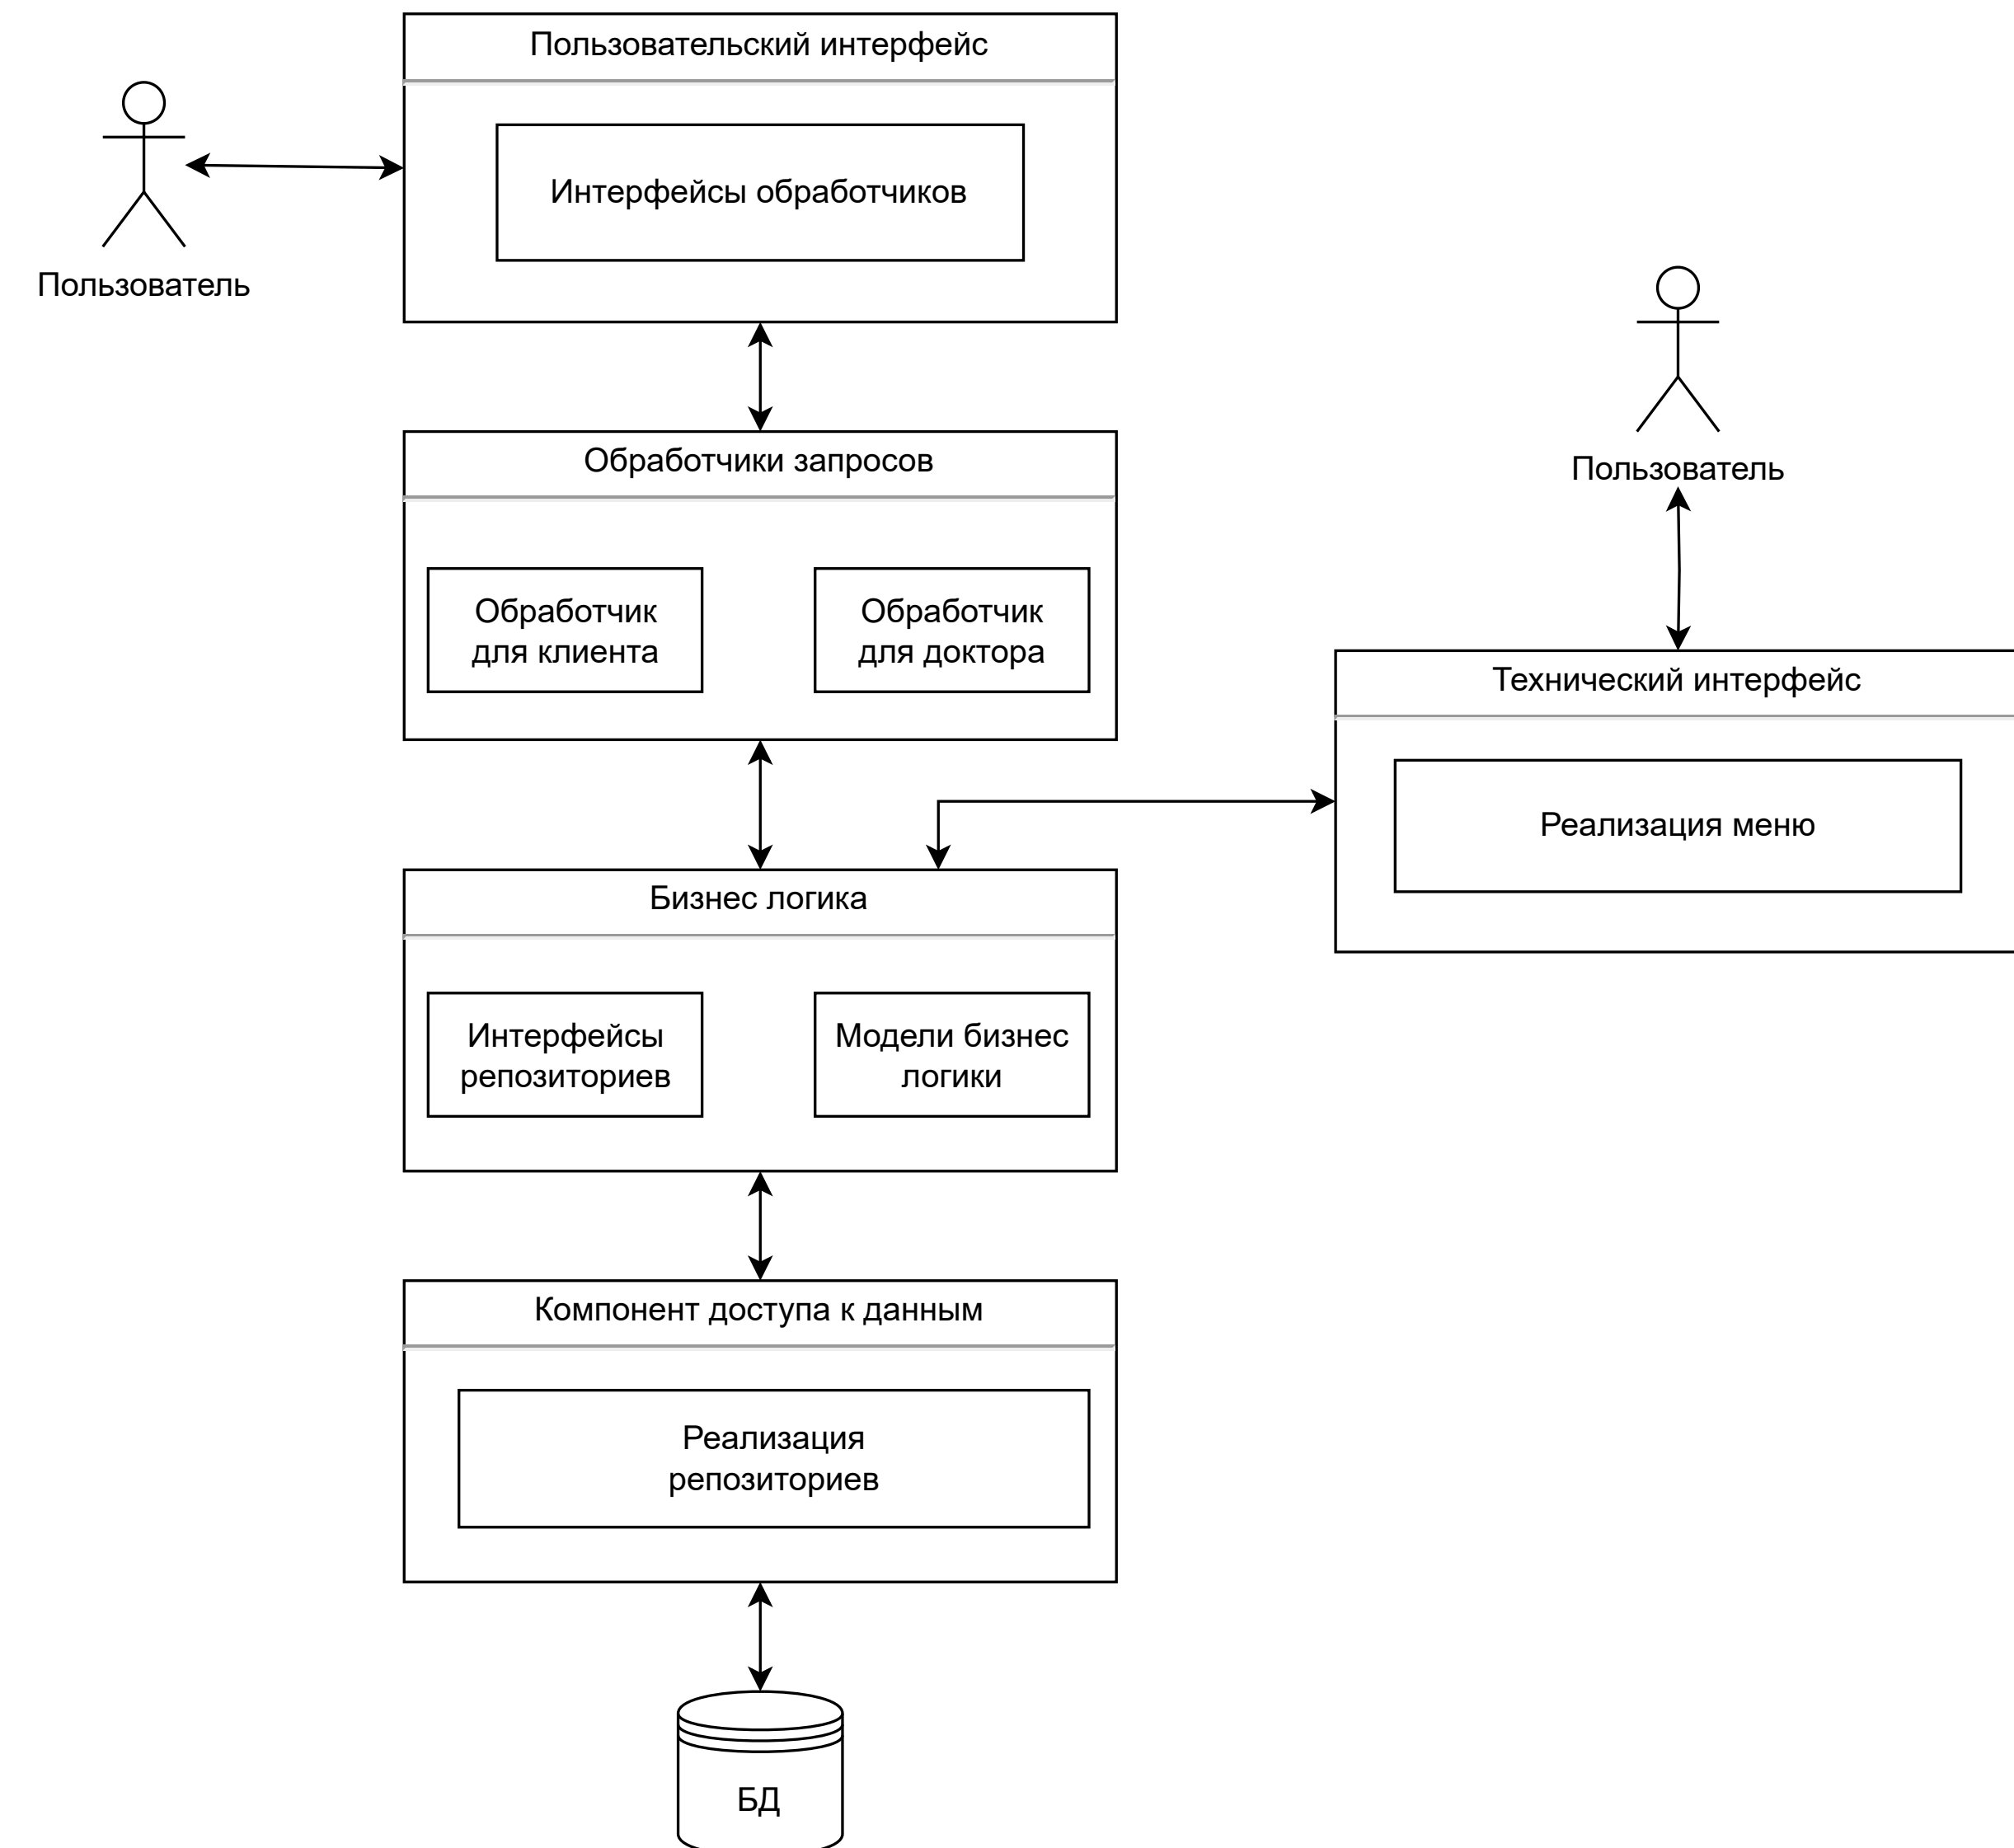 Пользовательский интерфейс
Интерфейсы обработчиков
Пользователь
Обработчики запросов
Обработчик
для клиента
Обработчик
для доктора
Пользователь
Технический интерфейс
Реализация меню
Бизнес логика
Интерфейсы
репозиториев
Модели бизнес
логики
Компонент доступа к данным
Реализация
репозиториев
БД